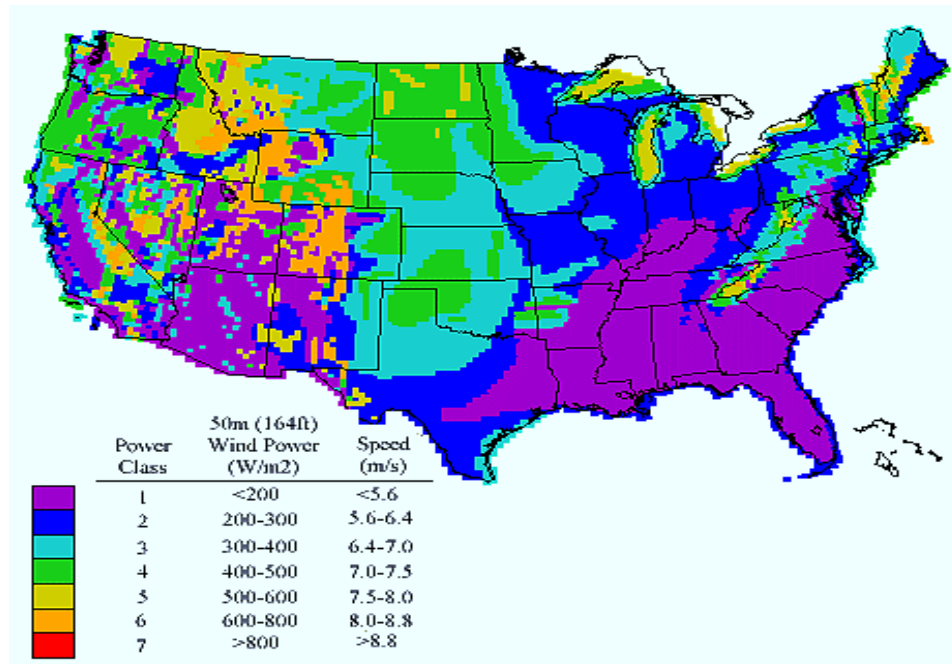 50m (164ft)
Power Wind Power Speed
Class (W/m2) (m/s)
1 <200 <5.6
2 200-300 5.6-6.4
3 300-400 6.4-7.0
4 400-500 7.0-7.5
5 500-600 7.5-8.0
6 600-800 8.0-8.8
7 >800 >8.8